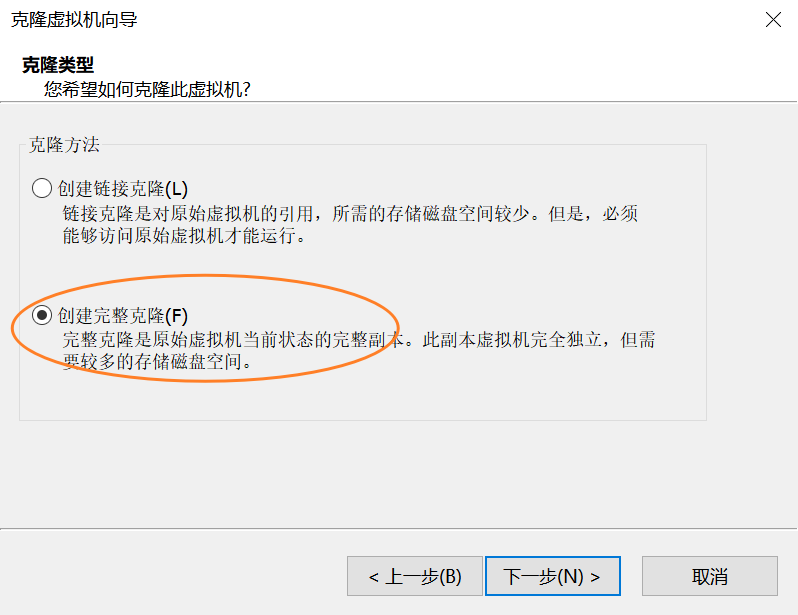 克隆虚拟机向导
克隆类型
您希望如何克隆此虚拟机?
克隆方法
创建链接克隆(L)
链接克隆是对原始虚拟机的引用，所需的存储磁盘空间较少。但是，必须
能够访问原始虚拟机才能运行。
创建完整克隆(F)
完整克隆是原始虚拟机当前状态的完整副本。此副本虚拟机完全独立，但需
要较多的存储磁盘空间。
< 上一步(B)
下一步(N) >
取消